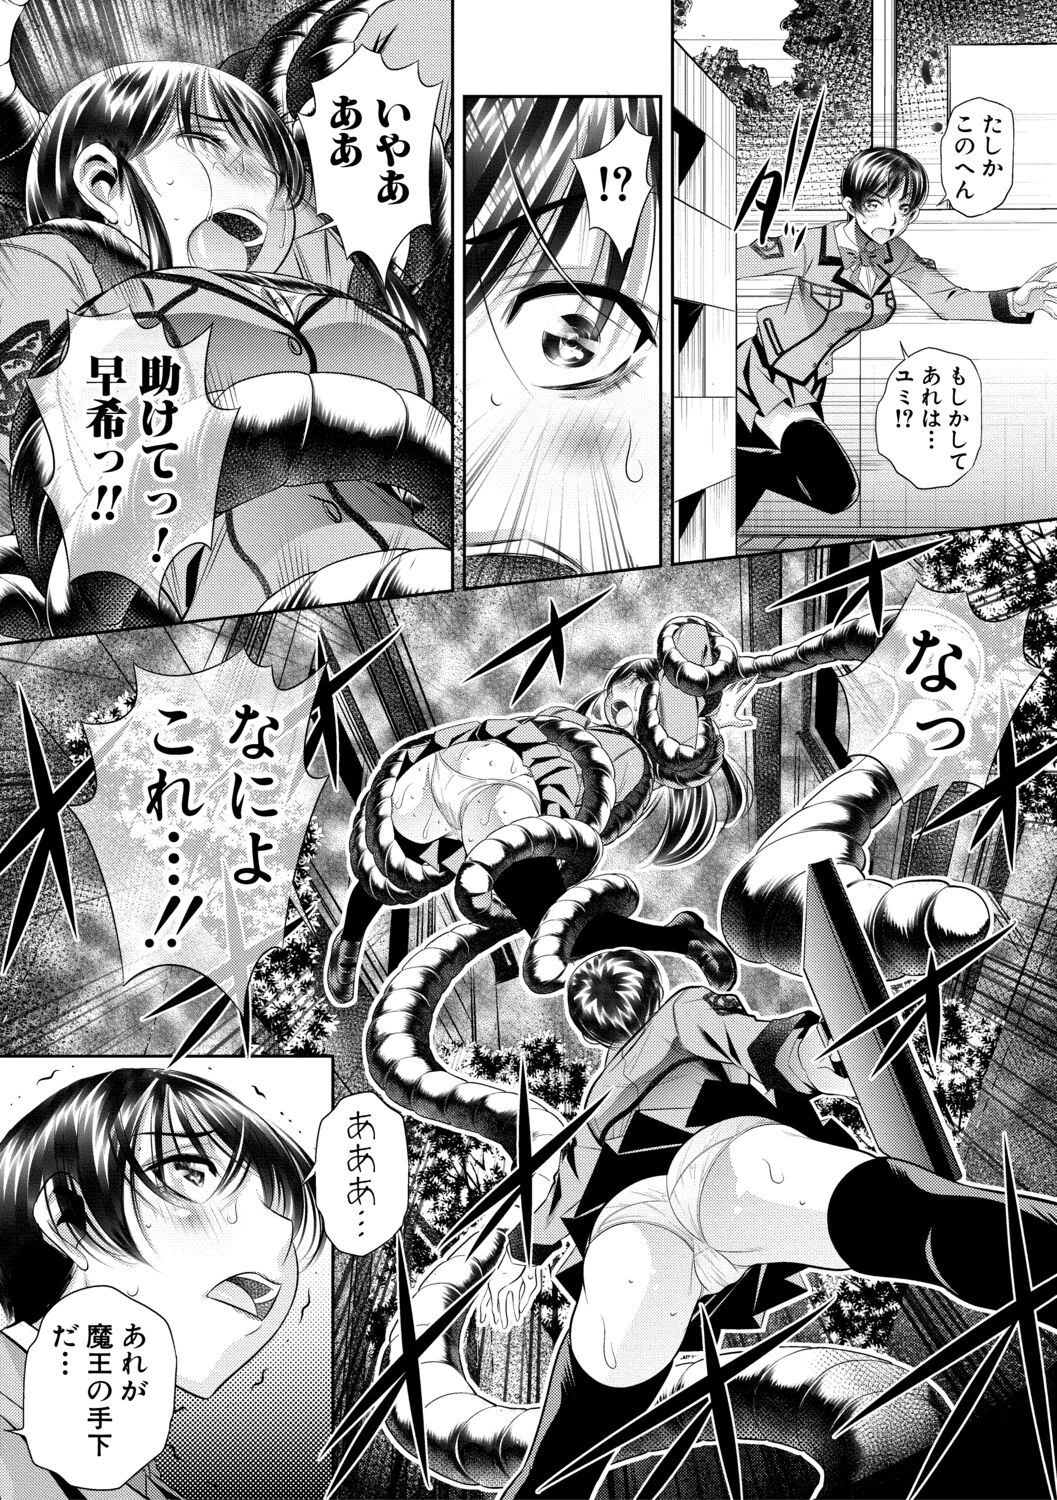 たしか
このへん
もしかして
あれは…
ユミ!?
ダダッ
!?
いやあ
ああ
助けてっ!
早希っ!!
なっ
なによ
これ…!!
あああ…
あれが
魔王の手下
だ…